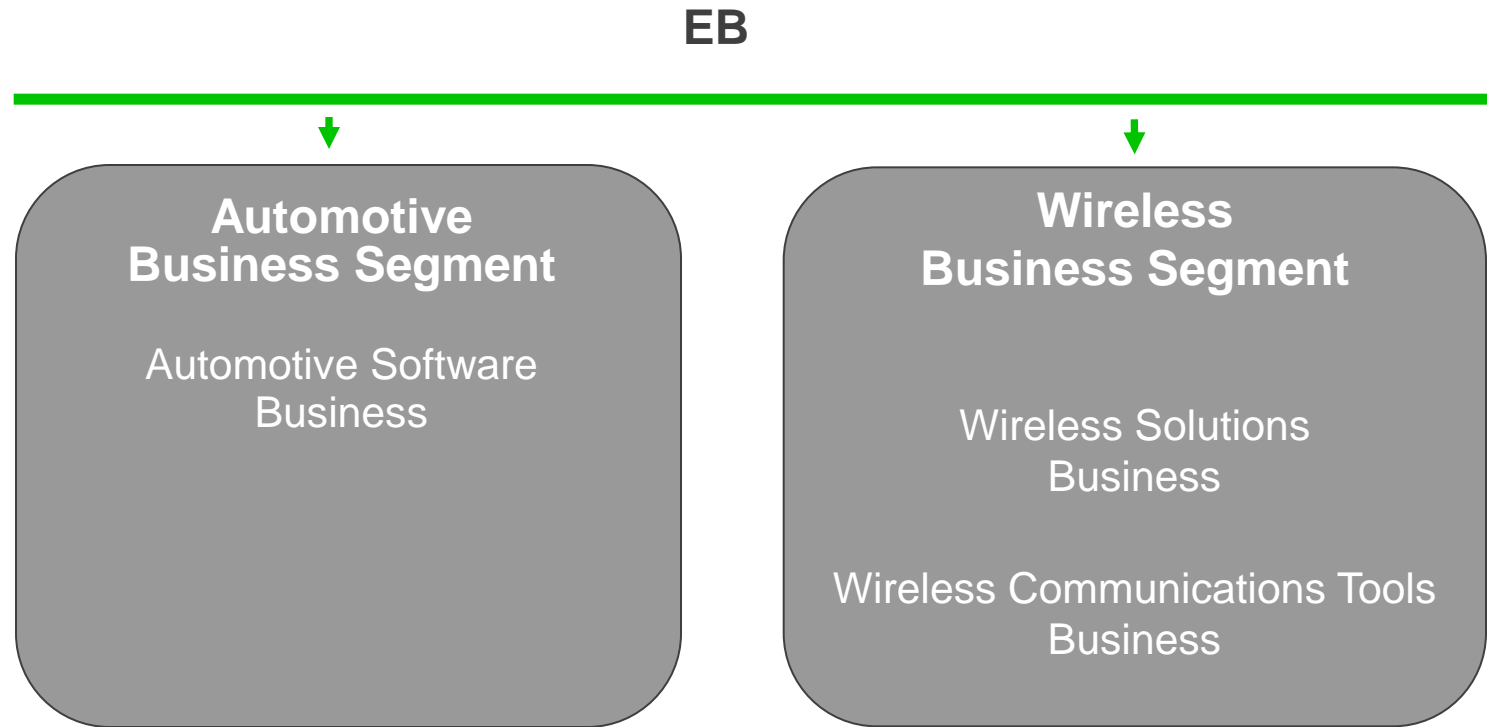 EB
Automotive
Business Segment
Automotive Software
Business
Wireless
Business Segment
Wireless Solutions
Business
Wireless Communications Tools
Business